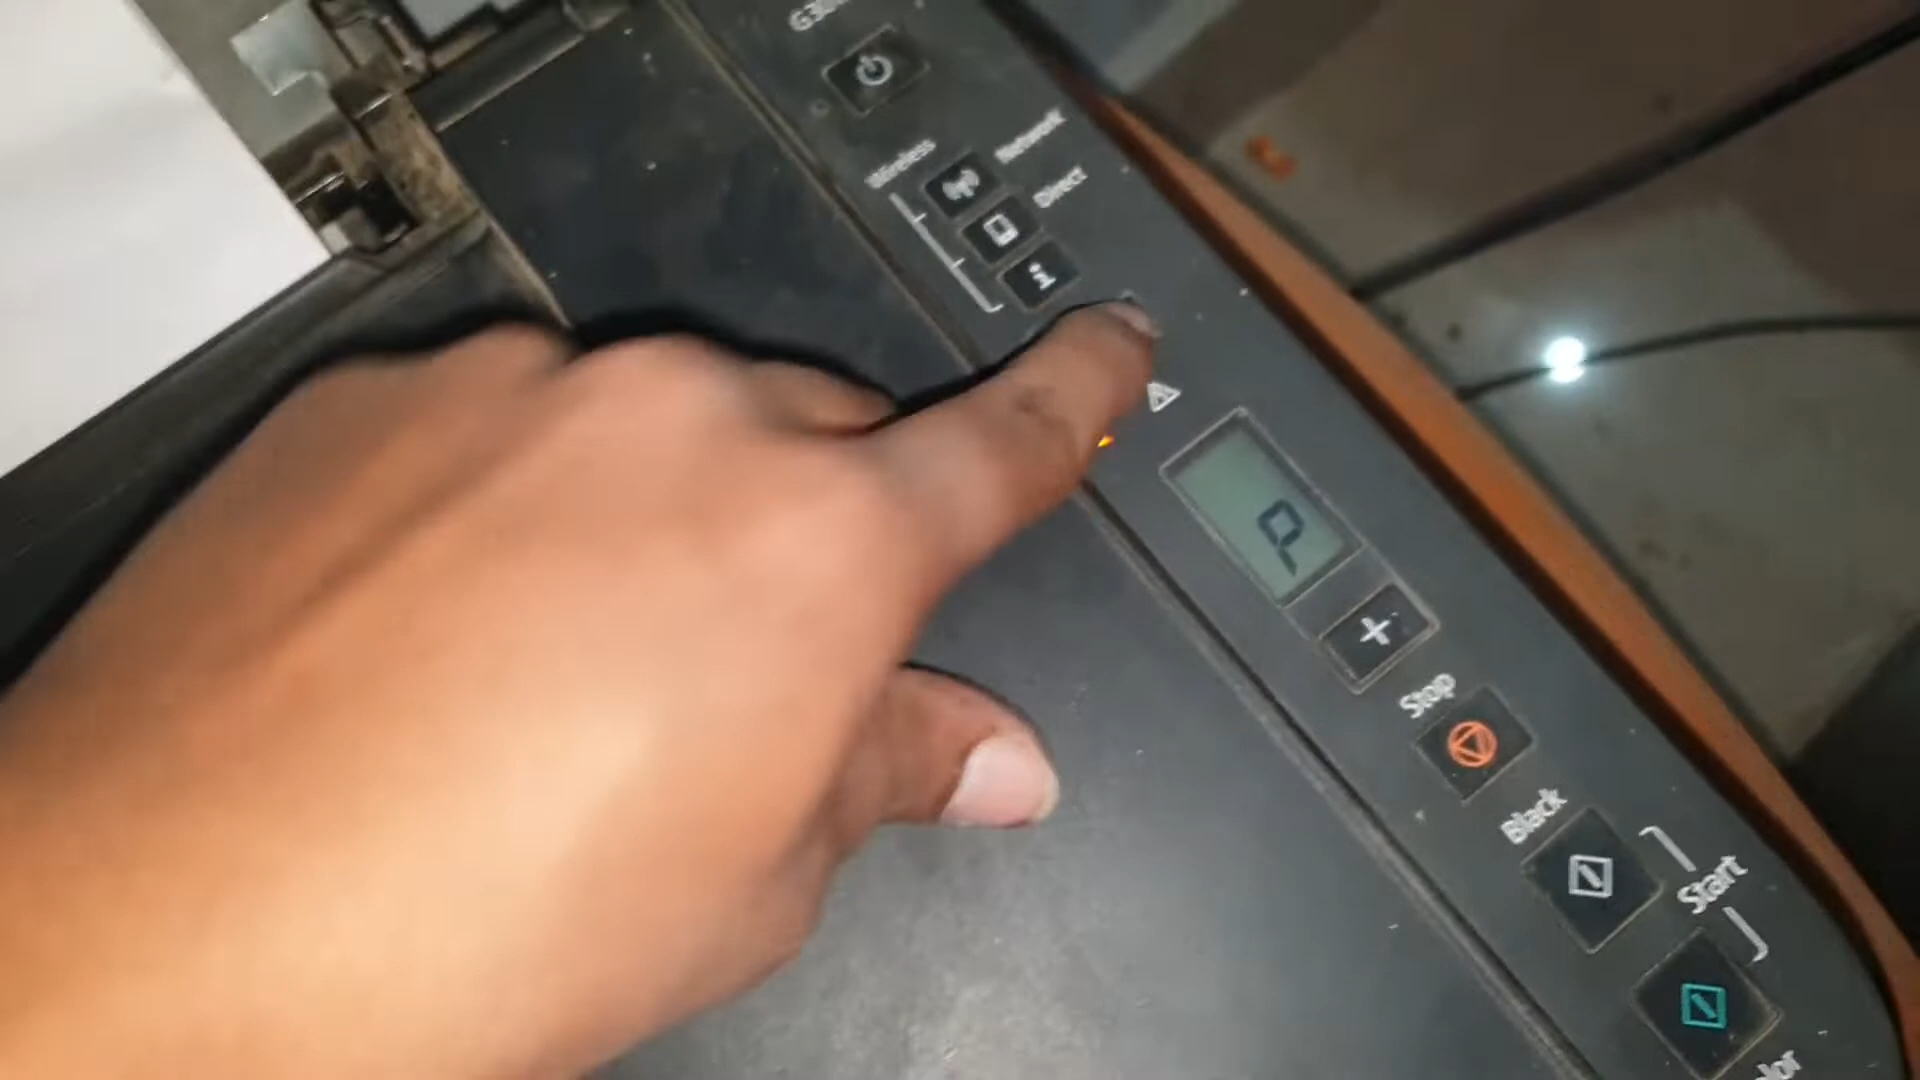 Wireless
Network
Direct
i
P
+
Stop
Black
Start